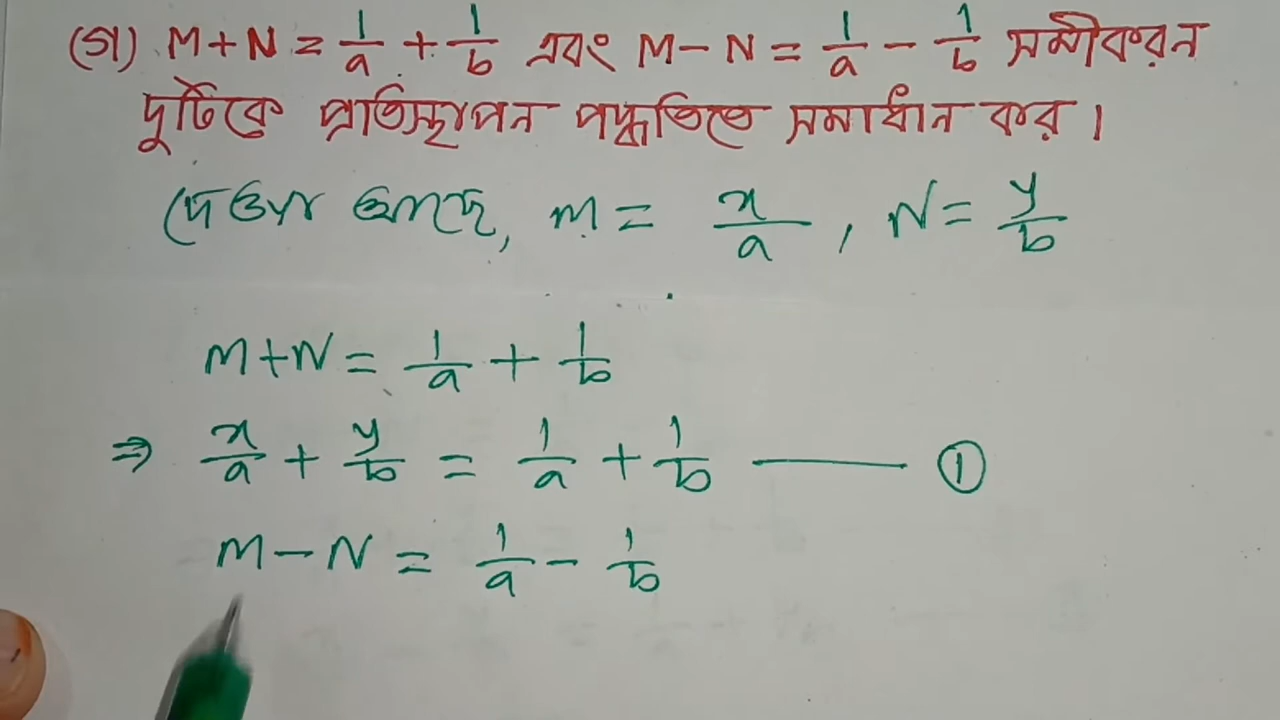 (গ) M+N = 1/a + 1/b এবং M-N = 1/a - 1/b সমীকরন
দুটিকে প্রতিস্থাপন পদ্ধতিতে সমাধান কর।
দেওয়া আছে, M = x/a, N = y/b
M+N = 1/a + 1/b
⇒ x/a + y/b = 1/a + 1/b —— ①
M-N = 1/a - 1/b